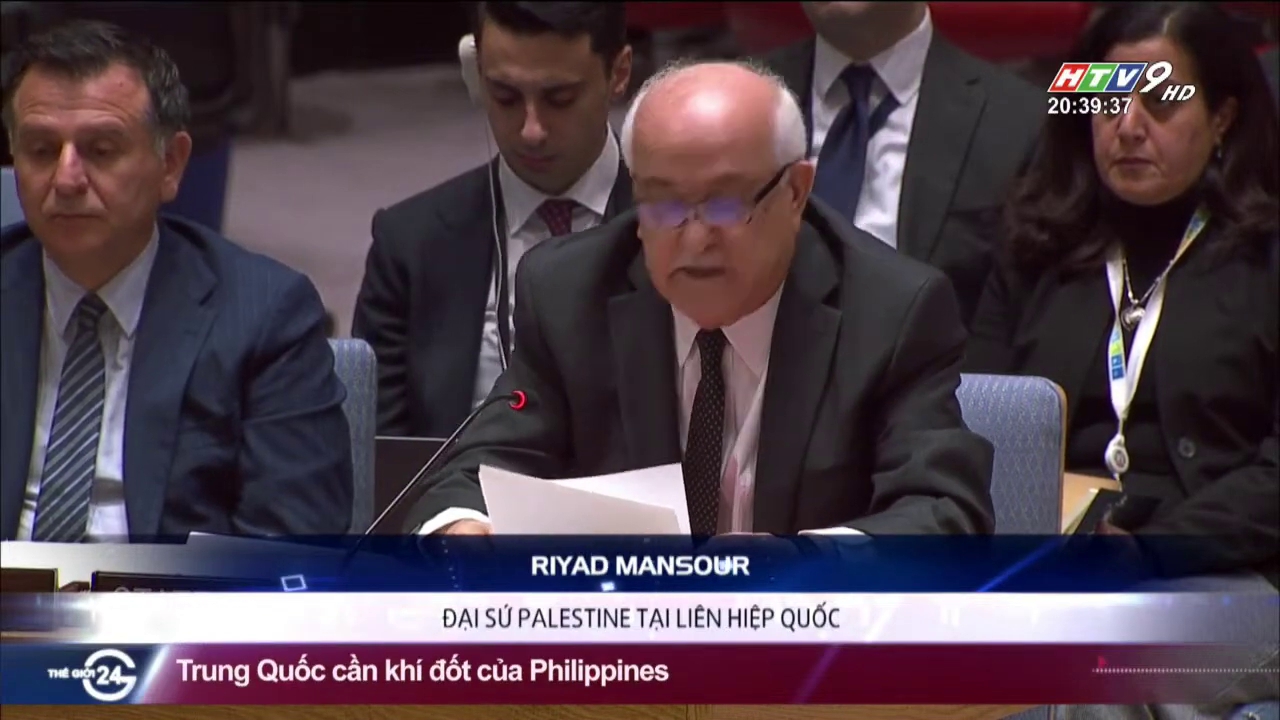 HTV9 HD
20:39:37
RIYAD MANSOUR
ĐẠI SỨ PALESTINE TẠI LIÊN HIỆP QUỐC
THẾ GIỚI 24G
Trung Quốc cần khí đốt của Philippines